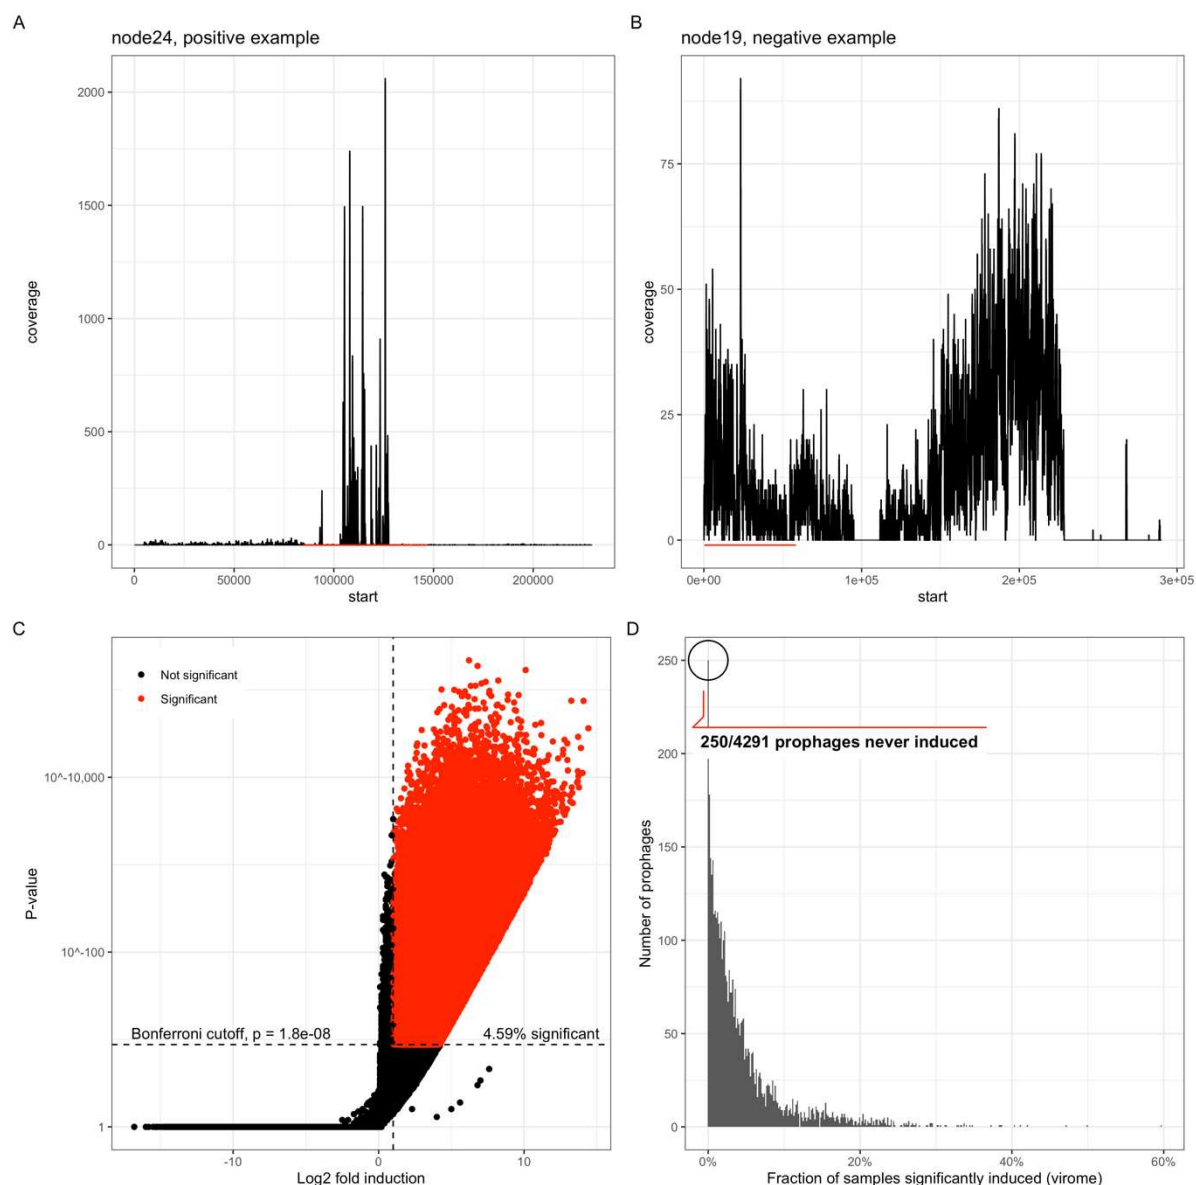 A
node24, positive example
2000
1500
1000
500
0
coverage
0 50000 100000 150000 200000
start
B
node19, negative example
75
50
25
0
coverage
0e+00 1e+05 2e+05 3e+05
start
C
Not significant
Significant
10^-10,000
10^-100
1
P-value
Bonferroni cutoff, p = 1.8e-08
4.59% significant
-10 0 10
Log2 fold induction
D
250
200
150
100
50
0
Number of prophages
250/4291 prophages never induced
0% 20% 40% 60%
Fraction of samples significantly induced (virome)